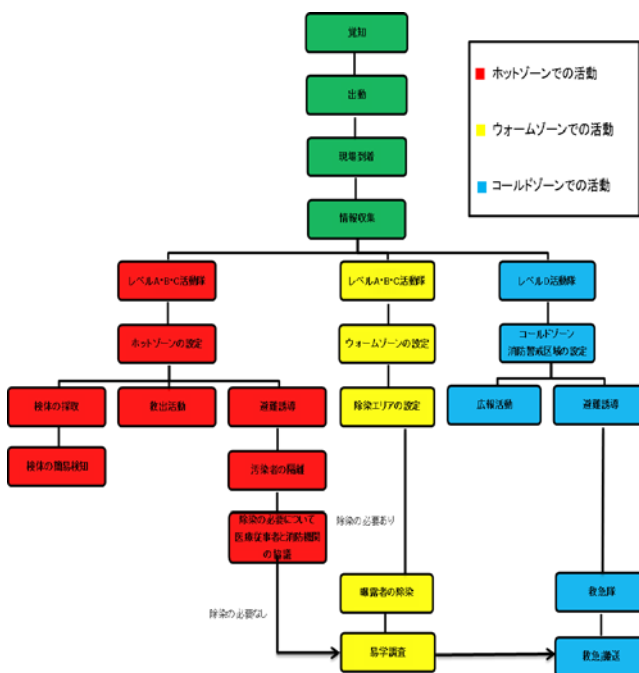 覚知
出動
現場到着
情報収集
ホットゾーンでの活動
ウォームゾーンでの活動
コールドゾーンでの活動
レベルA・B・C活動隊
レベルA・B・C活動隊
レベルD活動隊
ホットゾーンの設定
ウォームゾーンの設定
コールドゾーン
消防警戒区域の設定
検体の採取
救出活動
避難誘導
除染エリアの設定
広報活動
避難誘導
検体の簡易検知
汚染者の隔離
除染の必要について
医療従事者と消防機関
の協議
除染の必要あり
除染の必要なし
曝露者の除染
救急隊
易学調査
救急搬送